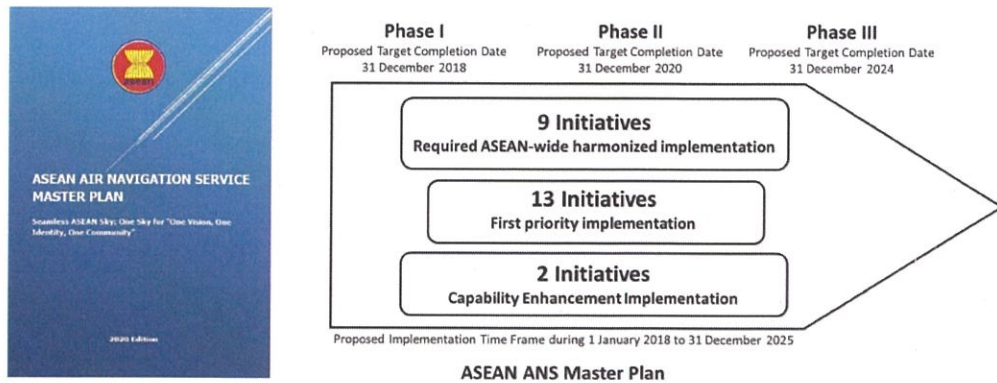 asean
ASEAN AIR NAVIGATION SERVICE
MASTER PLAN
Seamless ASEAN Sky; One Sky for "One Vision, One
Identity, One Community"
2020 Edition
Phase I
Proposed Target Completion Date
31 December 2018
Phase II
Proposed Target Completion Date
31 December 2020
Phase III
Proposed Target Completion Date
31 December 2024
9 Initiatives
Required ASEAN-wide harmonized implementation
13 Initiatives
First priority implementation
2 Initiatives
Capability Enhancement Implementation
Proposed Implementation Time Frame during 1 January 2018 to 31 December 2025
ASEAN ANS Master Plan